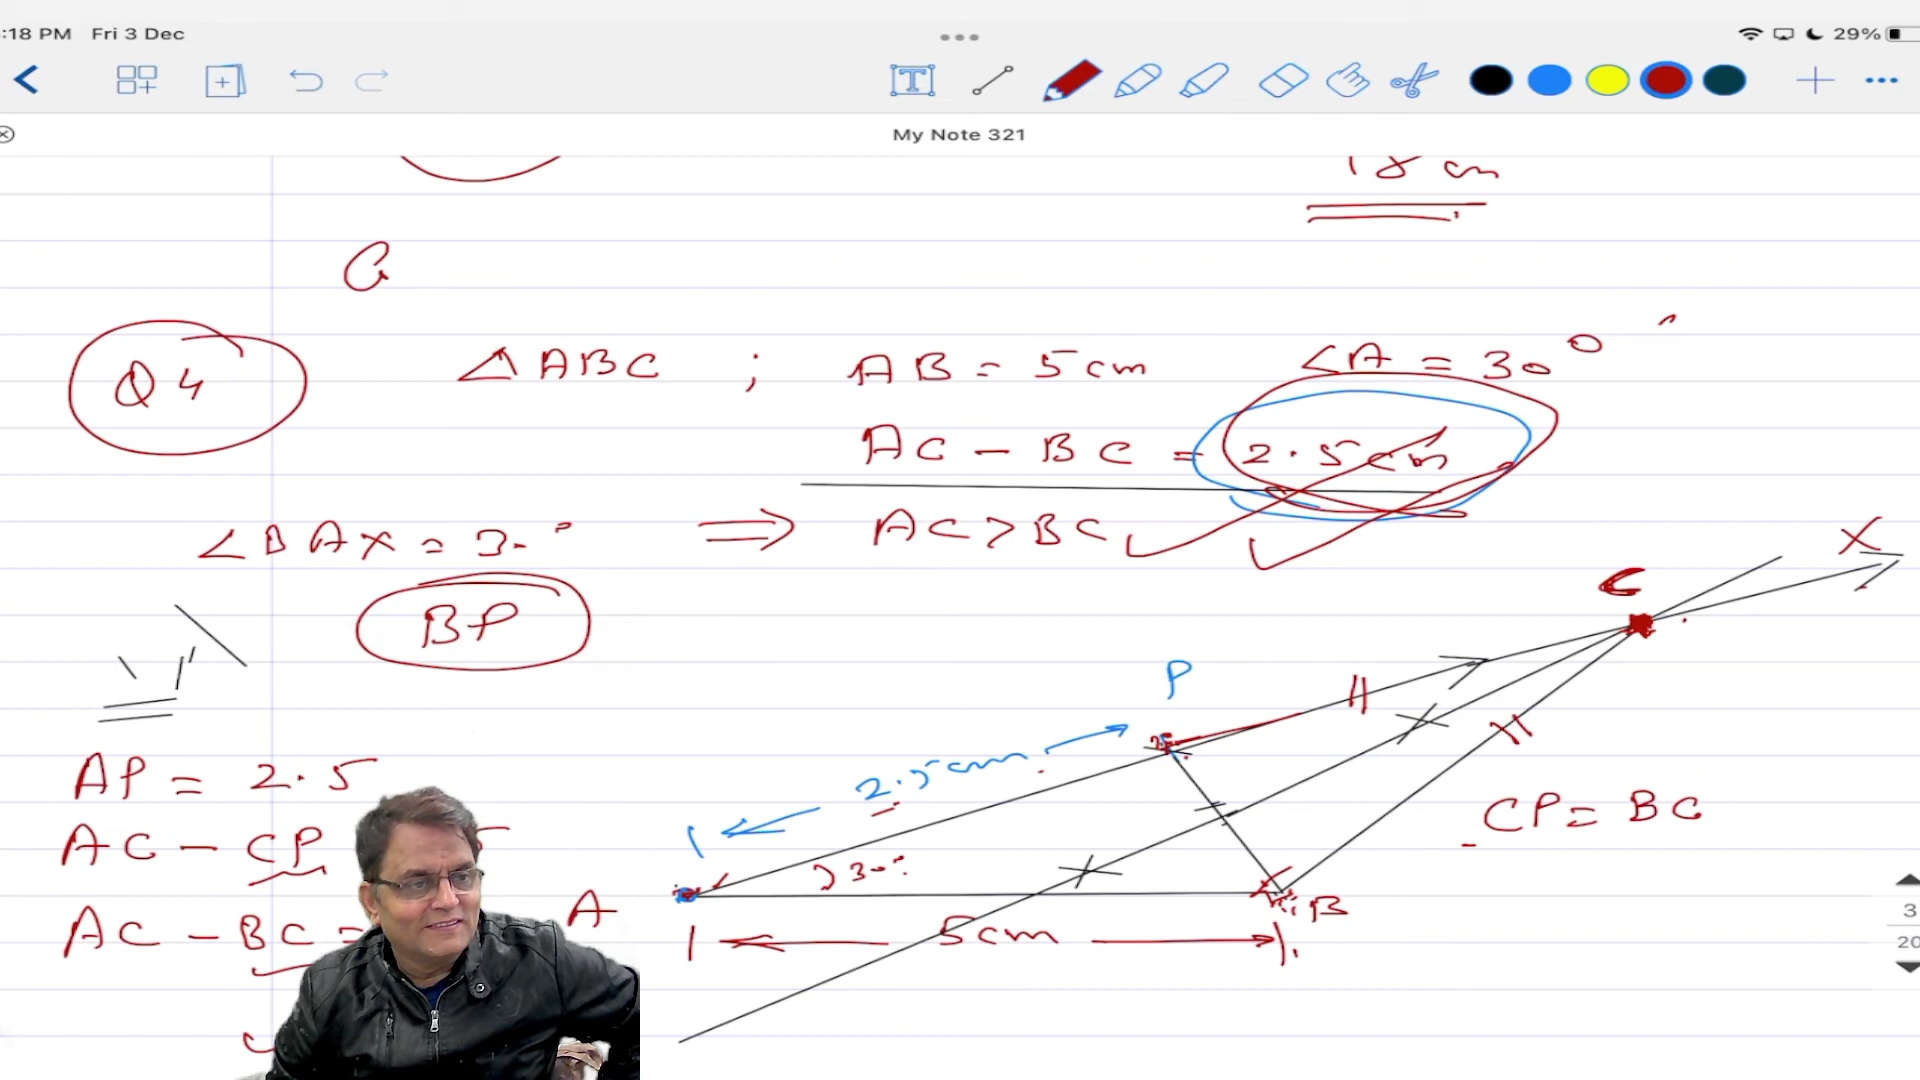 :18 PM Fri 3 Dec
29%
My Note 321
18 cm
Q4
△ABC ; AB = 5cm ∠A = 30°
AC - BC = 2.5cm
∠BAX = 30° ⇒ AC > BC
X
C
BP
P
AP = 2.5
2.5cm
AC - CP
CP = BC
30°
AC - BC =
A
B
5cm
3
20